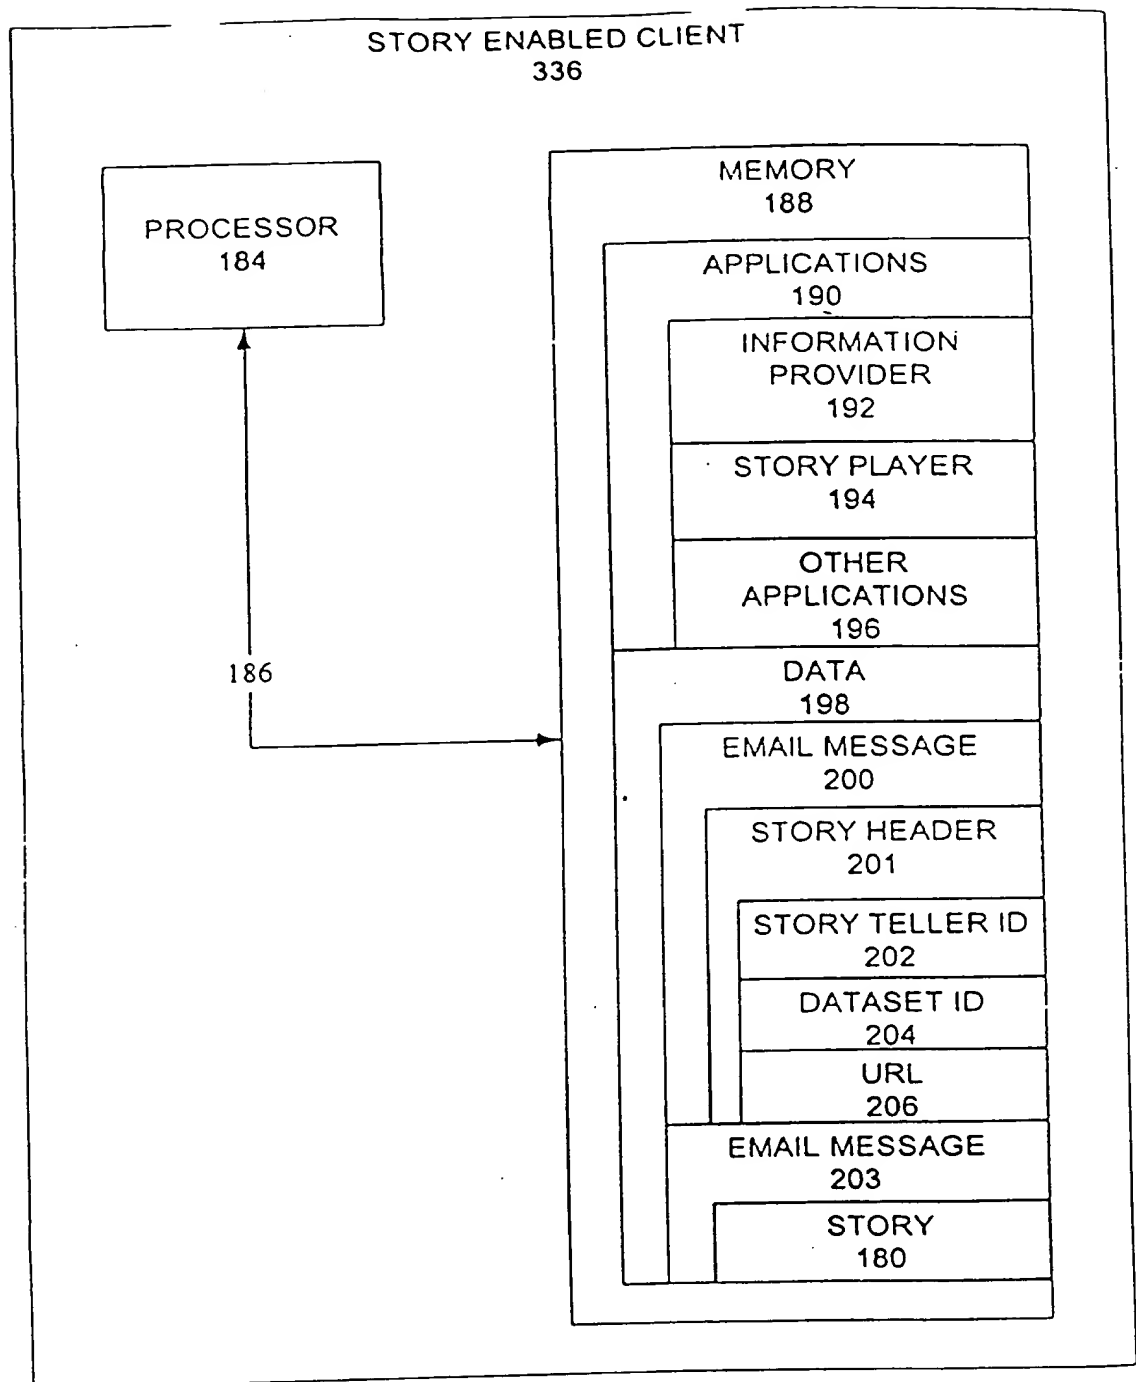 STORY ENABLED CLIENT
336
PROCESSOR
184
186
MEMORY
188
APPLICATIONS
190
INFORMATION
PROVIDER
192
STORY PLAYER
194
OTHER
APPLICATIONS
196
DATA
198
EMAIL MESSAGE
200
STORY HEADER
201
STORY TELLER ID
202
DATASET ID
204
URL
206
EMAIL MESSAGE
203
STORY
180